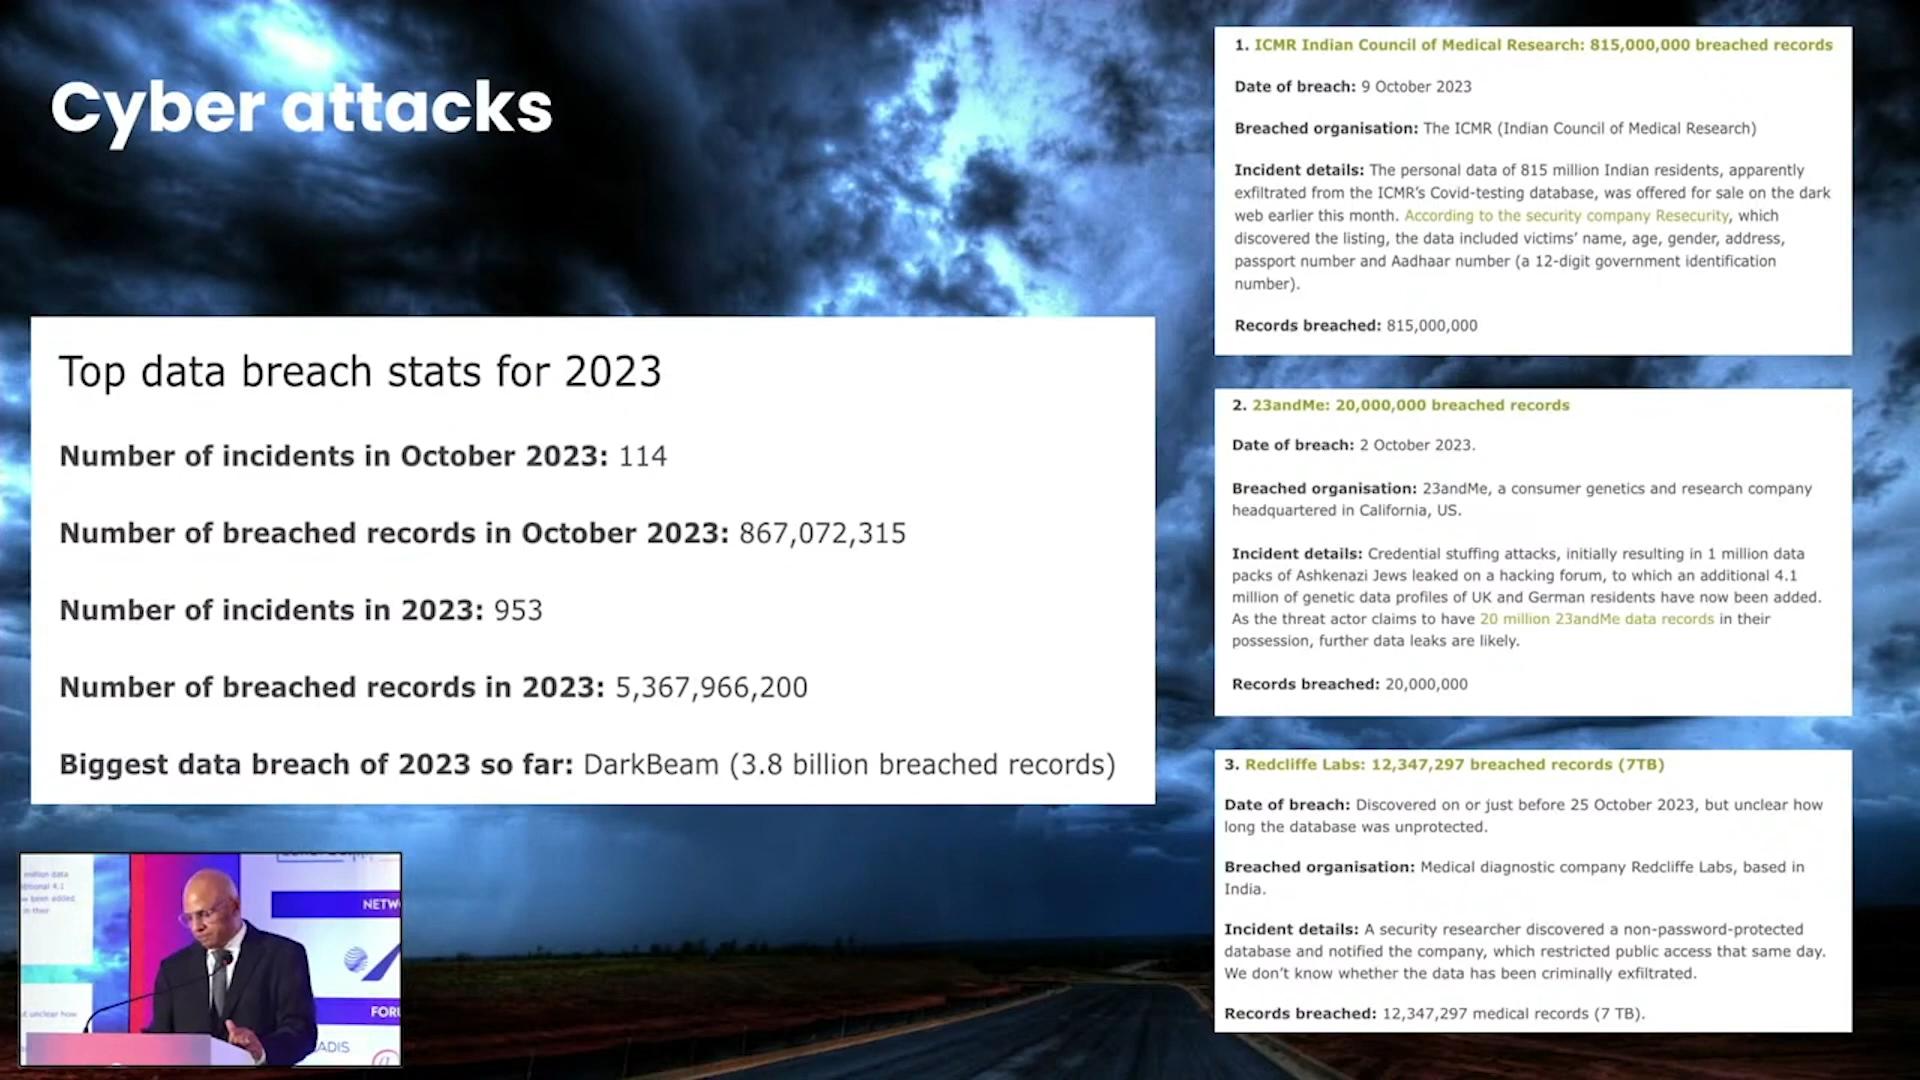 Cyber attacks
Top data breach stats for 2023
Number of incidents in October 2023: 114
Number of breached records in October 2023: 867,072,315
Number of incidents in 2023: 953
Number of breached records in 2023: 5,367,966,200
Biggest data breach of 2023 so far: DarkBeam (3.8 billion breached records)
1. ICMR Indian Council of Medical Research: 815,000,000 breached records
Date of breach: 9 October 2023
Breached organisation: The ICMR (Indian Council of Medical Research)
Incident details: The personal data of 815 million Indian residents, apparently
exfiltrated from the ICMR's Covid-testing database, was offered for sale on the dark
web earlier this month. According to the security company Resecurity, which
discovered the listing, the data included victims' name, age, gender, address,
passport number and Aadhaar number (a 12-digit government identification
number).
Records breached: 815,000,000
2. 23andMe: 20,000,000 breached records
Date of breach: 2 October 2023.
Breached organisation: 23andMe, a consumer genetics and research company
headquartered in California, US.
Incident details: Credential stuffing attacks, initially resulting in 1 million data
packs of Ashkenazi Jews leaked on a hacking forum, to which an additional 4.1
million of genetic data profiles of UK and German residents have now been added.
As the threat actor claims to have 20 million 23andMe data records in their
possession, further data leaks are likely.
Records breached: 20,000,000
3. Redcliffe Labs: 12,347,297 breached records (7TB)
Date of breach: Discovered on or just before 25 October 2023, but unclear how
long the database was unprotected.
Breached organisation: Medical diagnostic company Redcliffe Labs, based in
India.
Incident details: A security researcher discovered a non-password-protected
database and notified the company, which restricted public access that same day.
We don't know whether the data has been criminally exfiltrated.
Records breached: 12,347,297 medical records (7 TB).
million data
itional 4.1
been added
in their
unclear how
NETW
FORU
ADIS